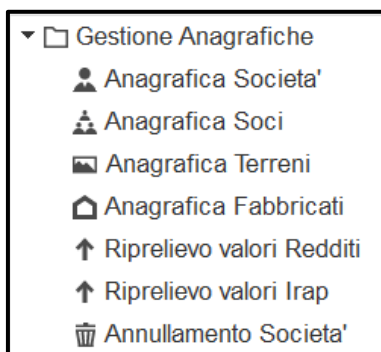 Gestione Anagrafiche
Anagrafica Societa'
Anagrafica Soci
Anagrafica Terreni
Anagrafica Fabbricati
Riprelievo valori Redditi
Riprelievo valori Irap
Annullamento Societa'